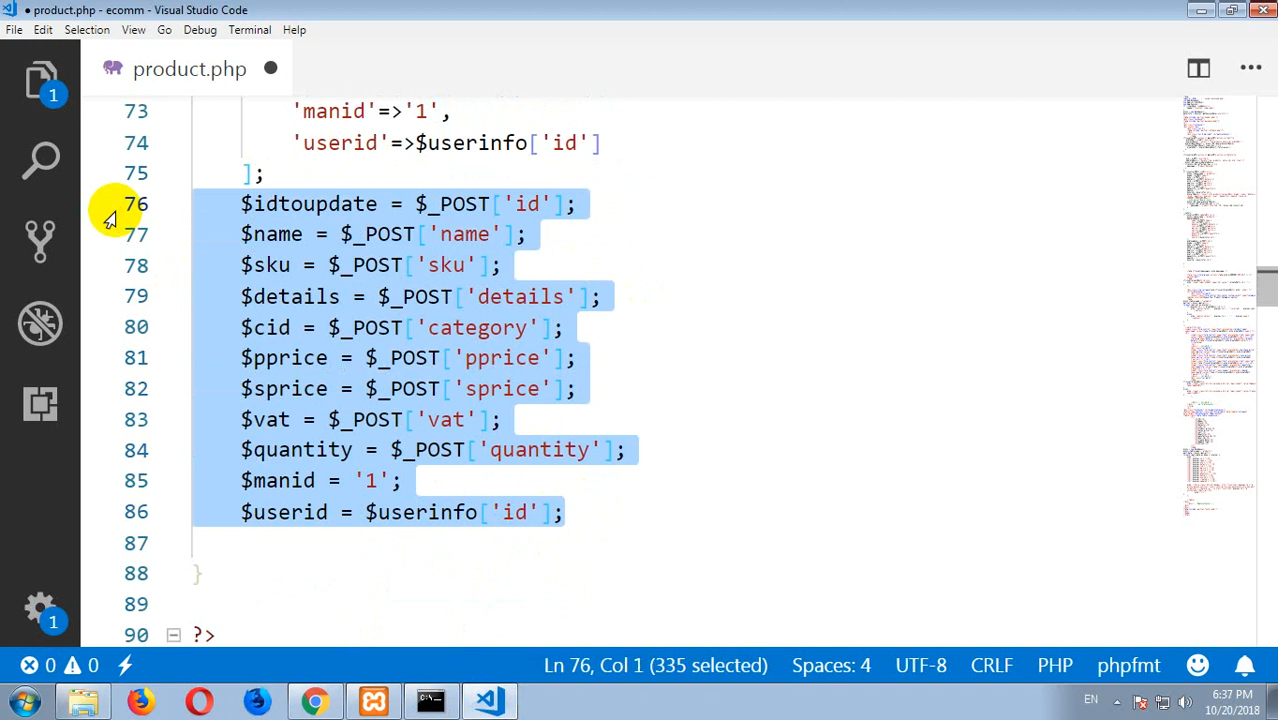 • product.php - ecomm - Visual Studio Code
File Edit Selection View Go Debug Terminal Help
product.php
1
73 'manid'=>'1',
74 'userid'=>$userinfo['id']
75 ];
76 $idtoupdate = $_POST['id'];
77 $name = $_POST['name'];
78 $sku = $_POST['sku'];
79 $details = $_POST['details'];
80 $cid = $_POST['category'];
81 $pprice = $_POST['pprice'];
82 $sprice = $_POST['sprice'];
83 $vat = $_POST['vat'];
84 $quantity = $_POST['quantity'];
85 $manid = '1';
86 $userid = $userinfo['id'];
87
88 }
89
90 ?>
1
0 0 Ln 76, Col 1 (335 selected) Spaces: 4 UTF-8 CRLF PHP phpfmt
EN 6:37 PM
10/20/2018